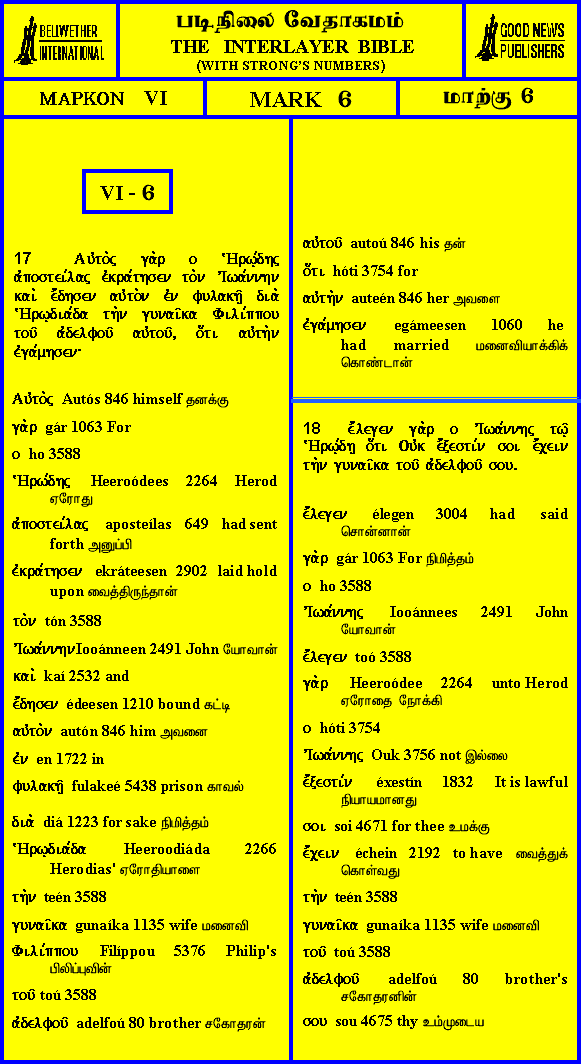 BELLWETHER
INTERNATIONAL
படிநிலை வேதாகமம்
THE INTERLAYER BIBLE
(WITH STRONG'S NUMBERS)
GOOD NEWS
PUBLISHERS
ΜΑΡΚΟΝ VI
MARK 6
மாற்கு 6
VI - 6
17 Αὐτὸς γὰρ ο Ἡρῴδης
ἀποστείλας ἐκράτησεν τὸν Ἰωάννην
καὶ ἔδησεν αὐτὸν ἐν φυλακῇ διὰ
Ἡρῳδιάδα τὴν γυναῖκα Φιλίππου
τοῦ ἀδελφοῦ αὐτοῦ, ὅτι αὐτὴν
ἐγάμησεν·
Αὐτὸς Autós 846 himself தனக்கு
γὰρ gár 1063 For
ο ho 3588
Ἡρῴδης Heeroódees 2264 Herod
ஏரோது
ἀποστείλας aposteílas 649 had sent
forth அனுப்பி
ἐκράτησεν ekráteesen 2902 laid hold
upon வைத்திருந்தான்
τὸν tón 3588
Ἰωάννην Iooánneen 2491 John யோவான்
καὶ kaí 2532 and
ἔδησεν édeesen 1210 bound கட்டி
αὐτὸν autón 846 him அவனை
ἐν en 1722 in
φυλακῇ fulakeé 5438 prison காவல்
διὰ diá 1223 for sake நிமித்தம்
Ἡρῳδιάδα Heeroodiáda 2266
Herodias' ஏரோதியாளை
τὴν teén 3588
γυναῖκα gunaíka 1135 wife மனைவி
Φιλίππου Filíppou 5376 Philip's
பிலிப்புவின்
τοῦ toú 3588
ἀδελφοῦ adelfoú 80 brother சகோதரன்
αὐτοῦ autoú 846 his தன்
ὅτι hóti 3754 for
αὐτὴν auteén 846 her அவளை
ἐγάμησεν egámeesen 1060 he
had married மனைவியாக்கிக்
கொண்டான்
18 ἔλεγεν γὰρ ο Ἰωάννης τῷ
Ἡρῴδῃ ὅτι Οὐκ ἔξεστίν σοι ἔχειν
τὴν γυναῖκα τοῦ ἀδελφοῦ σου.
ἔλεγεν élegen 3004 had said
சொன்னான்
γὰρ gár 1063 For நிமித்தம்
ο ho 3588
Ἰωάννης Iooánnees 2491 John
யோவான்
ἔλεγεν toó 3588
γὰρ Heeroódee 2264 unto Herod
ஏரோதை நோக்கி
ο hóti 3754
Ἰωάννης Ouk 3756 not இல்லை
ἔξεστίν éxestín 1832 It is lawful
நியாயமானது
σοι soi 4671 for thee உமக்கு
ἔχειν échein 2192 to have வைத்துக்
கொள்வது
τὴν teén 3588
γυναῖκα gunaíka 1135 wife மனைவி
τοῦ toú 3588
ἀδελφοῦ adelfoú 80 brother's
சகோதரனின்
σου sou 4675 thy உம்முடைய